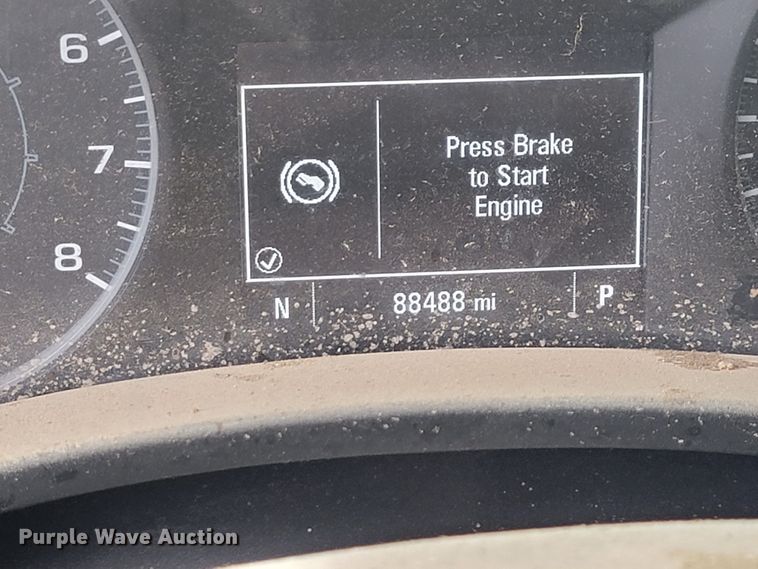 6
7
8
Press Brake
to Start
Engine
N
88488 mi
P
Purple Wave Auction